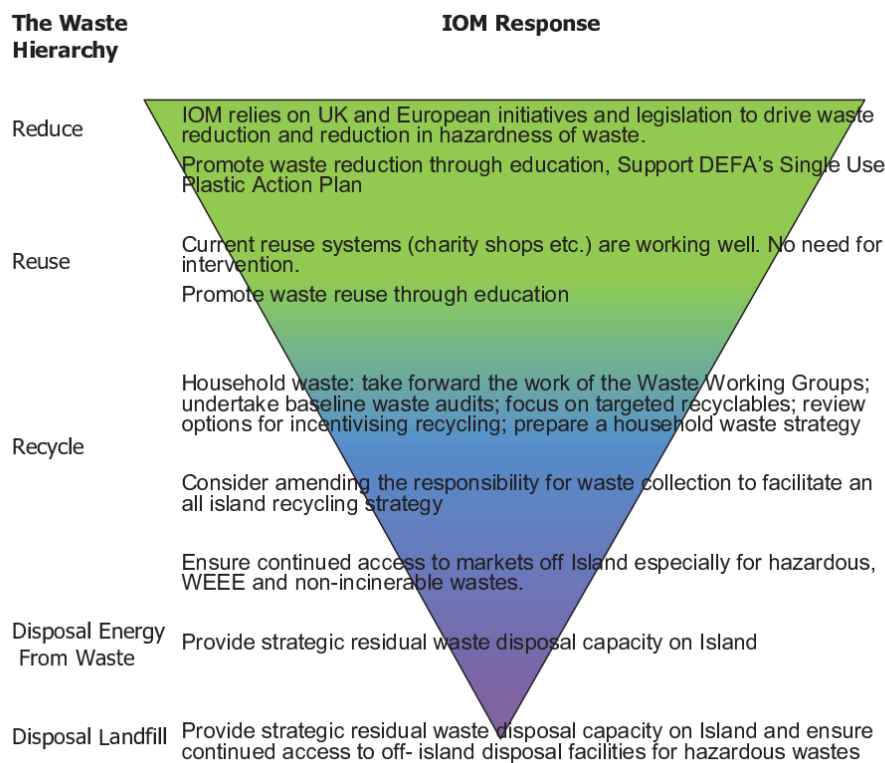 The Waste
Hierarchy
IOM Response
Reduce
IOM relies on UK and European initiatives and legislation to drive waste
reduction and reduction in hazardness of waste.
Promote waste reduction through education, Support DEFA's Single Use
Plastic Action Plan
Reuse
Current reuse systems (charity shops etc.) are working well. No need for
intervention.
Promote waste reuse through education
Recycle
Household waste: take forward the work of the Waste Working Groups;
undertake baseline waste audits; focus on targeted recyclables; review
options for incentivising recycling; prepare a household waste strategy
Consider amending the responsibility for waste collection to facilitate an
all island recycling strategy
Ensure continued access to markets off Island especially for hazardous,
WEEE and non-incinerable wastes.
Disposal Energy
From Waste
Provide strategic residual waste disposal capacity on Island
Disposal Landfill
Provide strategic residual waste disposal capacity on Island and ensure
continued access to off- island disposal facilities for hazardous wastes